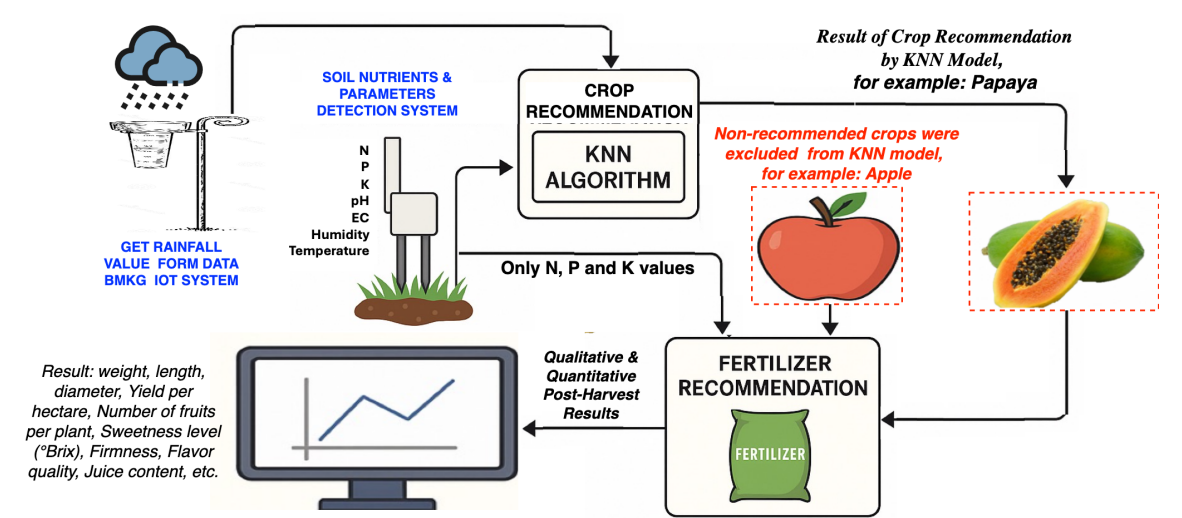 Result of Crop Recommendation
by KNN Model,
for example: Papaya
SOIL NUTRIENTS &
PARAMETERS
DETECTION SYSTEM
CROP
RECOMMENDATION
KNN
ALGORITHM
Non-recommended crops were
excluded from KNN model,
for example: Apple
N
P
K
pH
EC
Humidity
Temperature
GET RAINFALL
VALUE FORM DATA
BMKG IOT SYSTEM
Only N, P and K values
Result: weight, length,
diameter, Yield per
hectare, Number of fruits
per plant, Sweetness level
(°Brix), Firmness, Flavor
quality, Juice content, etc.
Qualitative &
Quantitative
Post-Harvest
Results
FERTILIZER
RECOMMENDATION
FERTILIZER